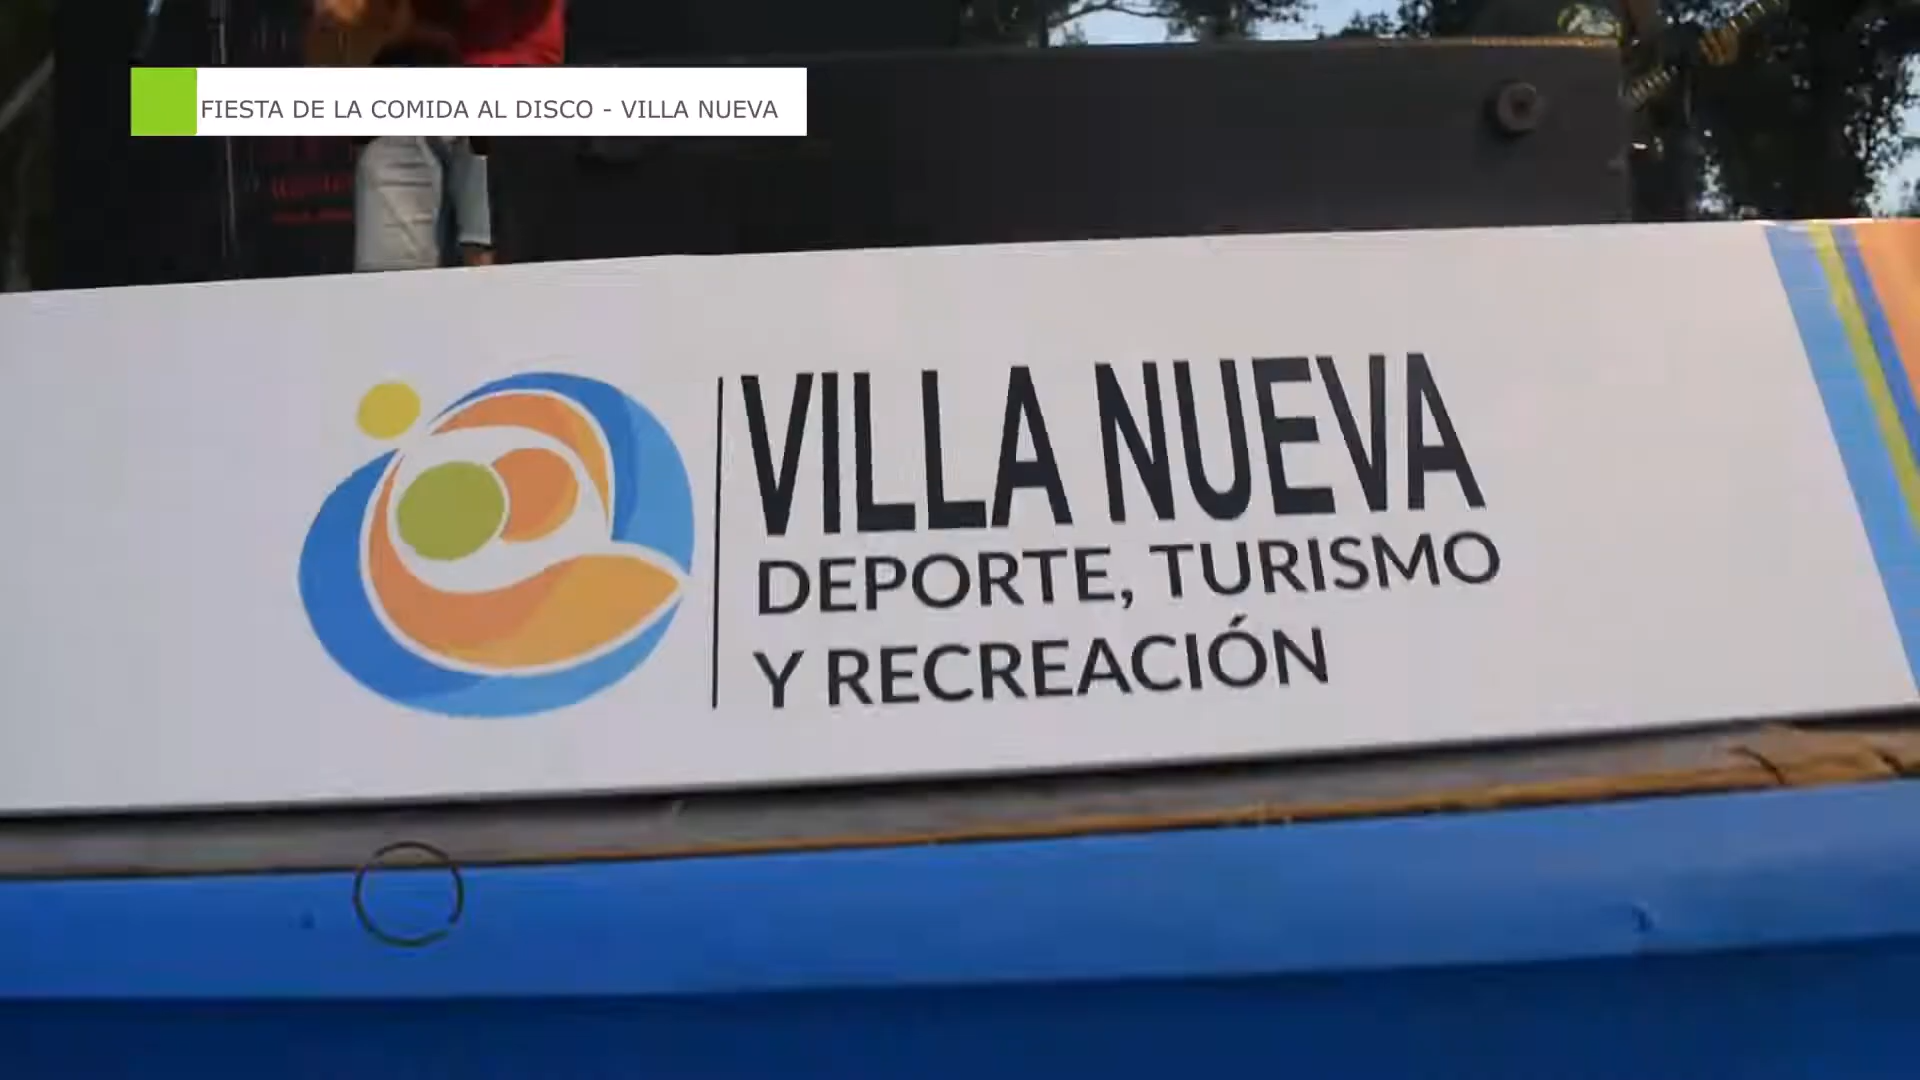 FIESTA DE LA COMIDA AL DISCO - VILLA NUEVA
VILLA NUEVA
DEPORTE, TURISMO
Y RECREACIÓN